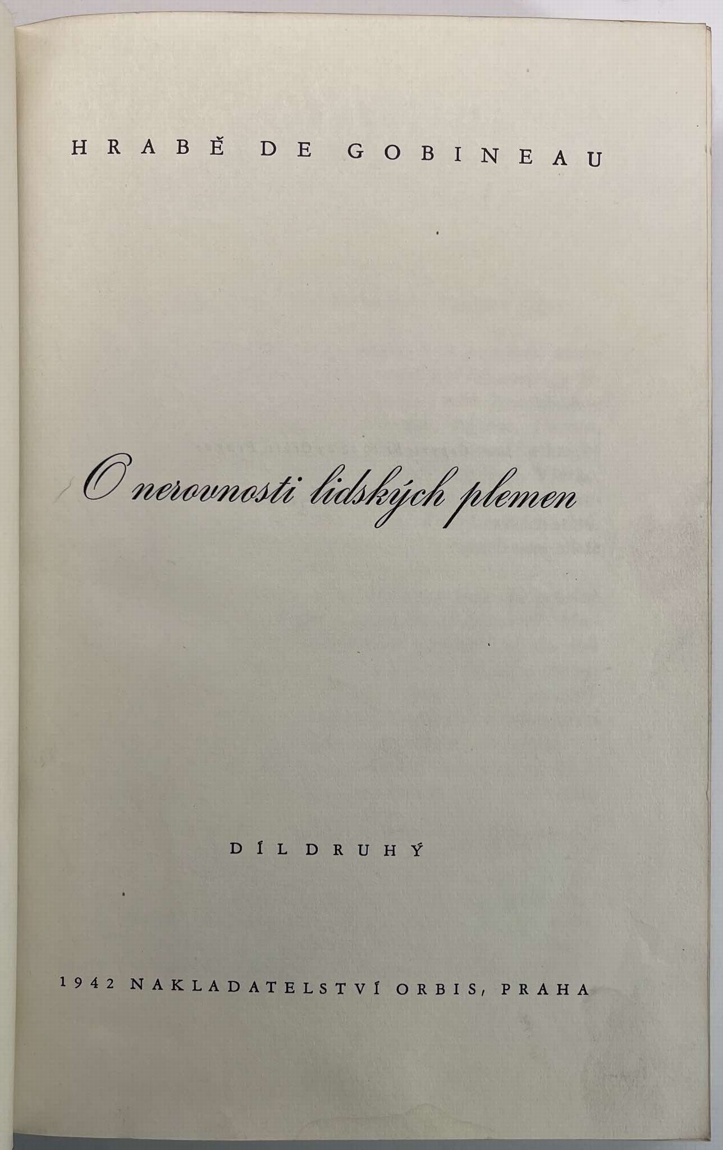 HRABĚ DE GOBINEAU
O nerovnosti lidských plemen
DÍL DRUHÝ
1942 NAKLADATELSTVÍ ORBIS, PRAHA